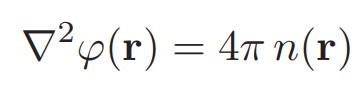 ∇²φ(𝐫) = 4π n(𝐫)